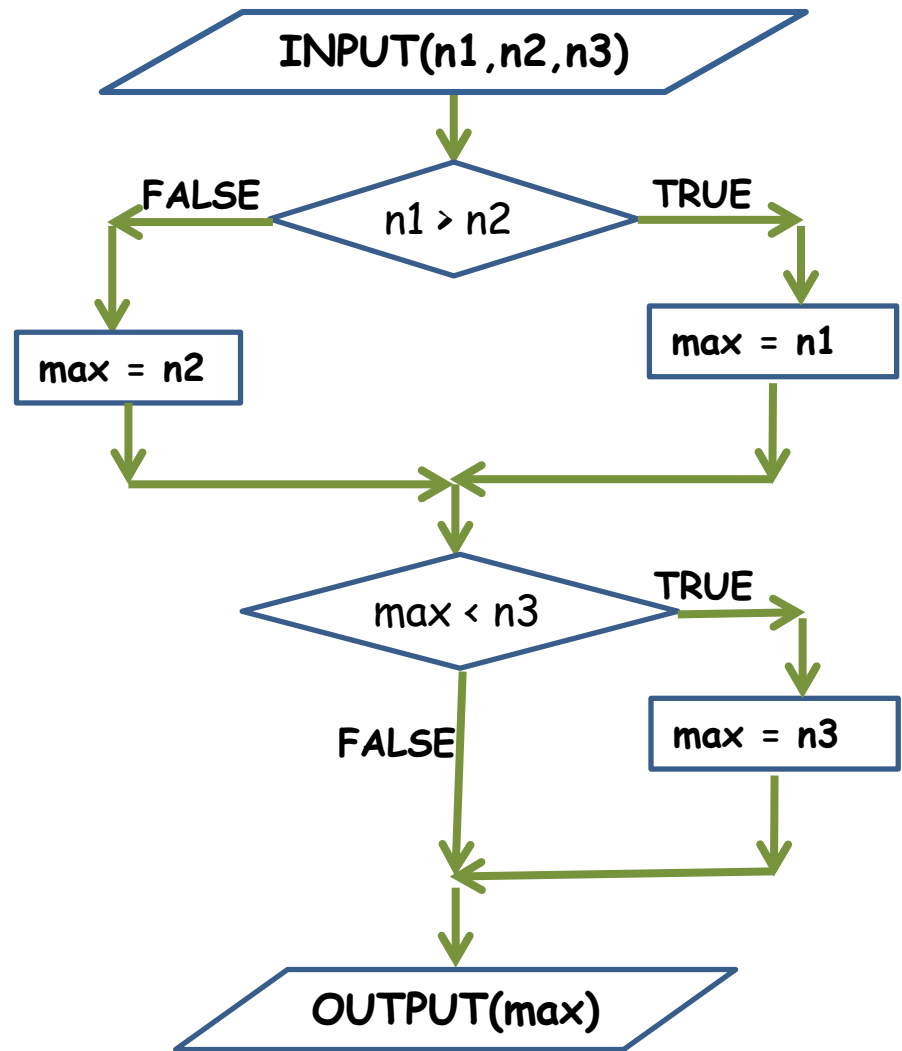 INPUT(n1,n2,n3)
FALSE
TRUE
n1 > n2
max = n2
max = n1
max < n3
TRUE
FALSE
max = n3
OUTPUT(max)